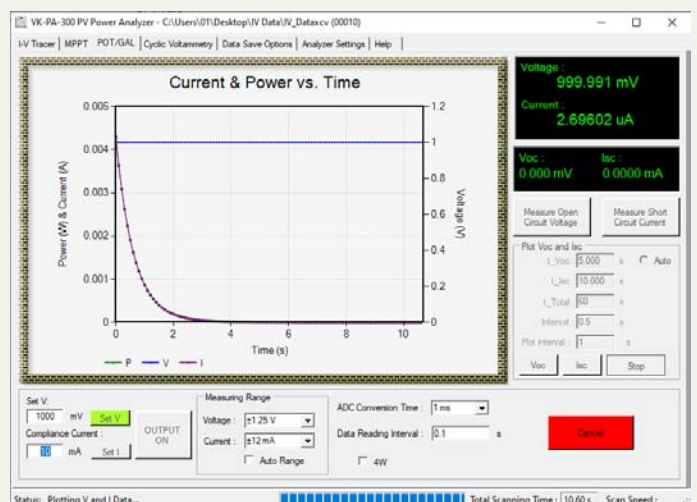 VK-PA-300 PV Power Analyzer - C:\Users\01\Desktop\IV Data\IV_Dataxcv (00010)
I-V Tracer MPPT POT/GAL Cyclic Voltammetry Data Save Options Analyzer Settings Help
Current & Power vs. Time
0.005
0.004
0.003
0.002
0.001
0
Power (W) & Current (A)
1.2
1
0.8
0.6
0.4
0.2
0
Voltage (V)
0 2 4 6 8 10
Time (s)
P V I
Voltage :
999.991 mV
Current :
2.69602 uA
Voc : Isc :
0.000 mV 0.0000 mA
Measure Open Circuit Voltage
Measure Short Circuit Current
Plot Voc and Isc
t_Voc : 5.000 s Auto
t_Isc : 10.000 s
t_Total : 60 s
Interval : 0.5 s
Plot Interval : 1 s
Voc Isc Stop
Set V:
1000 mV Set V
Compliance Current :
10 mA Set I
OUTPUT ON
Measuring Range
Voltage : ±1.25 V
Current : ±12 mA
Auto Range
ADC Conversion Time : 1 ms
Data Reading Interval : 0.1 s
4W
Cancel
Status: Plotting V and I Data... Total Scanning Time : 10.60 s Scan Speed :